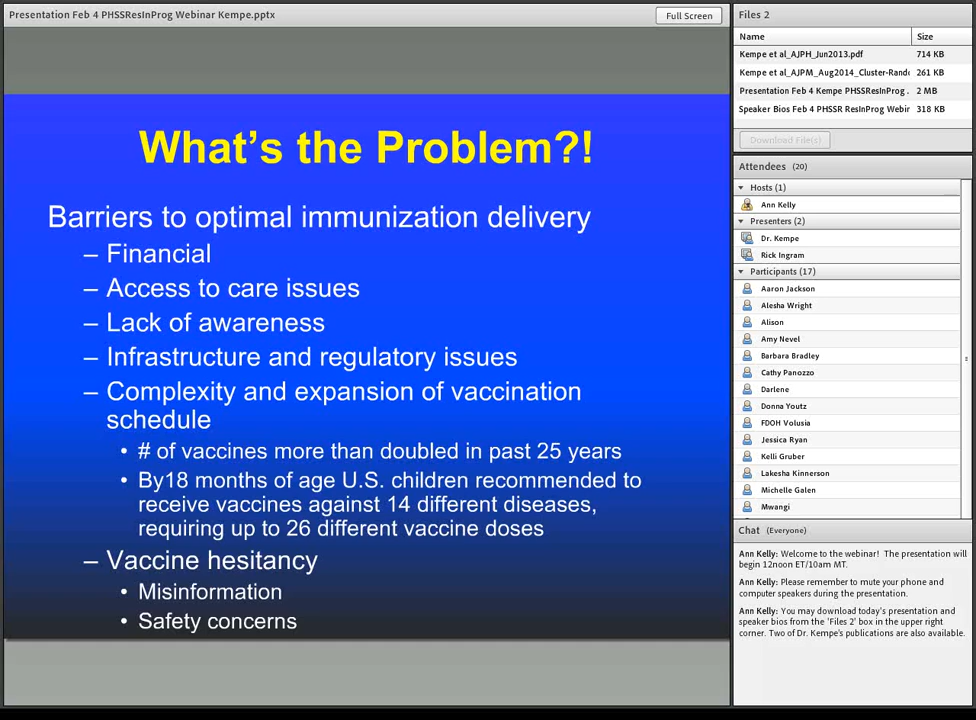 Presentation Feb 4 PHSSResInProg Webinar Kempe.pptx
Full Screen
What's the Problem?!
Barriers to optimal immunization delivery
– Financial
– Access to care issues
– Lack of awareness
– Infrastructure and regulatory issues
– Complexity and expansion of vaccination
schedule
• # of vaccines more than doubled in past 25 years
• By18 months of age U.S. children recommended to
receive vaccines against 14 different diseases,
requiring up to 26 different vaccine doses
– Vaccine hesitancy
• Misinformation
• Safety concerns
Files 2
Name Size
Kempe et al_AJPH_Jun2013.pdf 714 KB
Kempe et al_AJPM_Aug2014_Cluster-Rand 261 KB
Presentation Feb 4 Kempe PHSSResInProg . 2 MB
Speaker Bios Feb 4 PHSSR ResInProg Webir 318 KB
Download File(s)
Attendees (20)
Hosts (1)
Ann Kelly
Presenters (2)
Dr. Kempe
Rick Ingram
Participants (17)
Aaron Jackson
Alesha Wright
Alison
Amy Nevel
Barbara Bradley
Cathy Panozzo
Darlene
Donna Youtz
FDOH Volusia
Jessica Ryan
Kelli Gruber
Lakesha Kinnerson
Michelle Galen
Mwangi
Chat (Everyone)
Ann Kelly: Welcome to the webinar! The presentation will
begin 12noon ET/10am MT.
Ann Kelly: Please remember to mute your phone and
computer speakers during the presentation.
Ann Kelly: You may download today's presentation and
speaker bios from the 'Files 2' box in the upper right
corner. Two of Dr. Kempe's publications are also available.